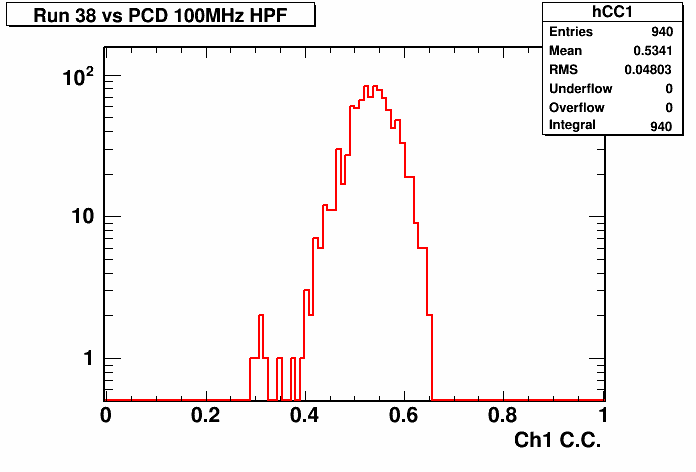 Run 38 vs PCD 100MHz HPF
hCC1
Entries 940
Mean 0.5341
RMS 0.04803
Underflow 0
Overflow 0
Integral 940
10²
10
1
0 0.2 0.4 0.6 0.8 1
Ch1 C.C.